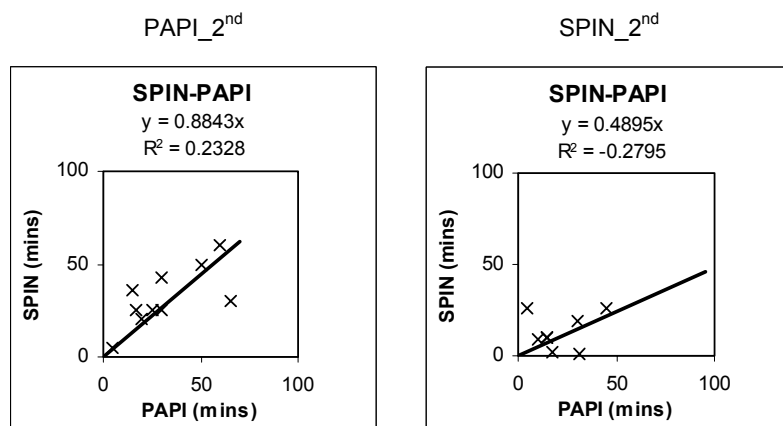 PAPI_2nd
SPIN-PAPI
y = 0.8843x
R² = 0.2328
100
50
0
SPIN (mins)
0 50 100
PAPI (mins)
SPIN_2nd
SPIN-PAPI
y = 0.4895x
R² = -0.2795
100
50
0
SPIN (mins)
0 50 100
PAPI (mins)